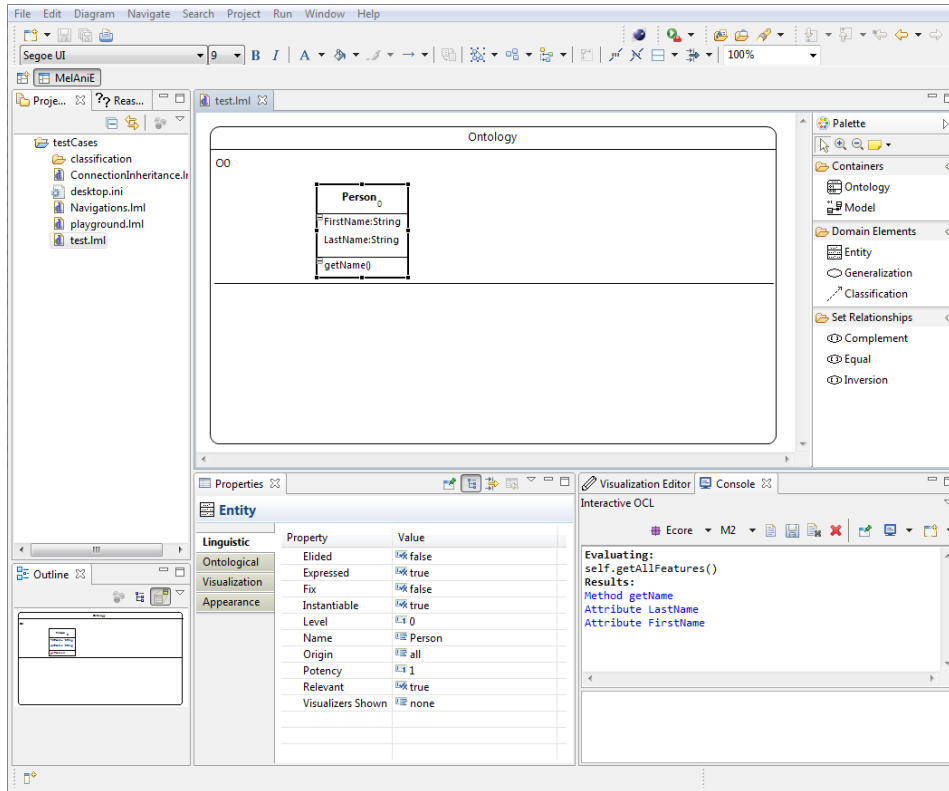 File Edit Diagram Navigate Search Project Run Window Help
Segoe UI 9 B I A 100%
MelAniE
Proje... ?? Reas...
testCases
classification
ConnectionInheritance.lr
desktop.ini
Navigations.lml
playground.lml
test.lml
test.lml
Ontology
O0
Person 0
FirstName:String
LastName:String
getName()
Palette
Containers
Ontology
Model
Domain Elements
Entity
Generalization
Classification
Set Relationships
Complement
Equal
Inversion
Outline
Properties
Entity
Linguistic
Ontological
Visualization
Appearance
Property Value
Elided false
Expressed true
Fix false
Instantiable true
Level 0
Name Person
Origin all
Potency 1
Relevant true
Visualizers Shown none
Visualization Editor Console
Interactive OCL
Ecore M2
Evaluating:
self.getAllFeatures()
Results:
Method getName
Attribute LastName
Attribute FirstName